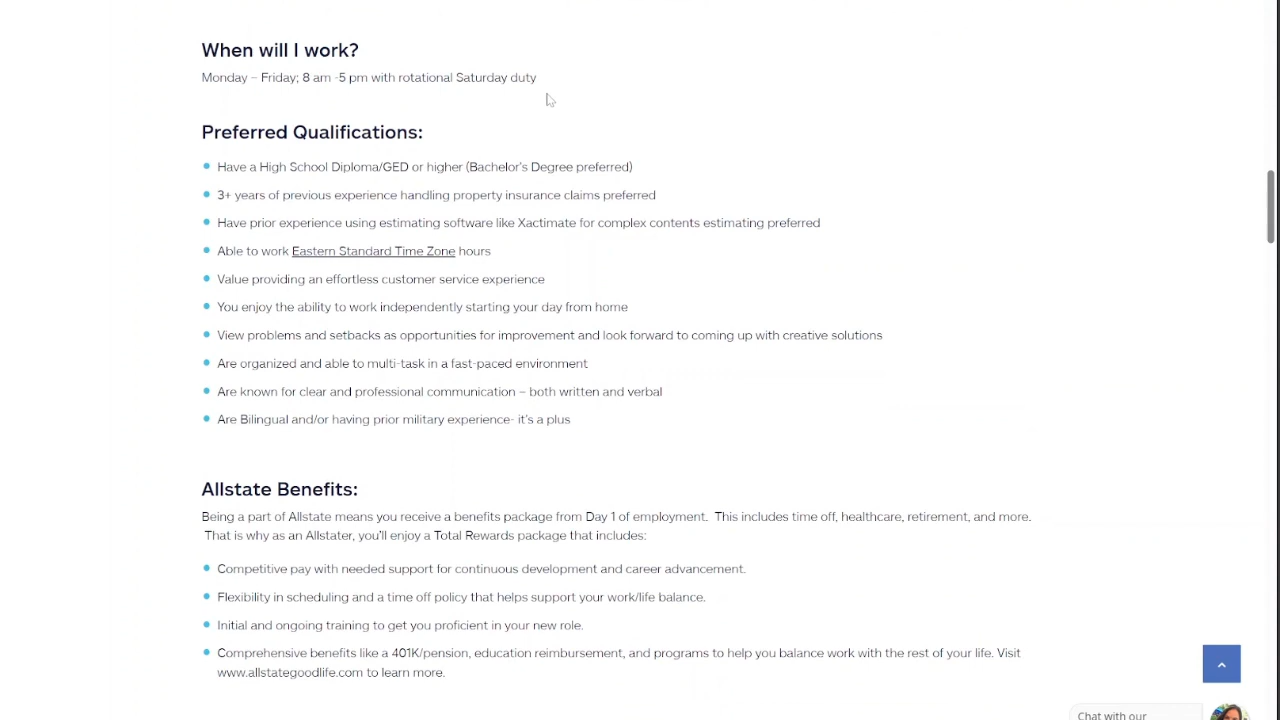 When will I work?
Monday – Friday; 8 am -5 pm with rotational Saturday duty
Preferred Qualifications:
Have a High School Diploma/GED or higher (Bachelor's Degree preferred)
3+ years of previous experience handling property insurance claims preferred
Have prior experience using estimating software like Xactimate for complex contents estimating preferred
Able to work Eastern Standard Time Zone hours
Value providing an effortless customer service experience
You enjoy the ability to work independently starting your day from home
View problems and setbacks as opportunities for improvement and look forward to coming up with creative solutions
Are organized and able to multi-task in a fast-paced environment
Are known for clear and professional communication – both written and verbal
Are Bilingual and/or having prior military experience- it's a plus
Allstate Benefits:
Being a part of Allstate means you receive a benefits package from Day 1 of employment.  This includes time off, healthcare, retirement, and more.
That is why as an Allstater, you'll enjoy a Total Rewards package that includes:
Competitive pay with needed support for continuous development and career advancement.
Flexibility in scheduling and a time off policy that helps support your work/life balance.
Initial and ongoing training to get you proficient in your new role.
Comprehensive benefits like a 401K/pension, education reimbursement, and programs to help you balance work with the rest of your life. Visit
www.allstategoodlife.com to learn more.
Chat with our